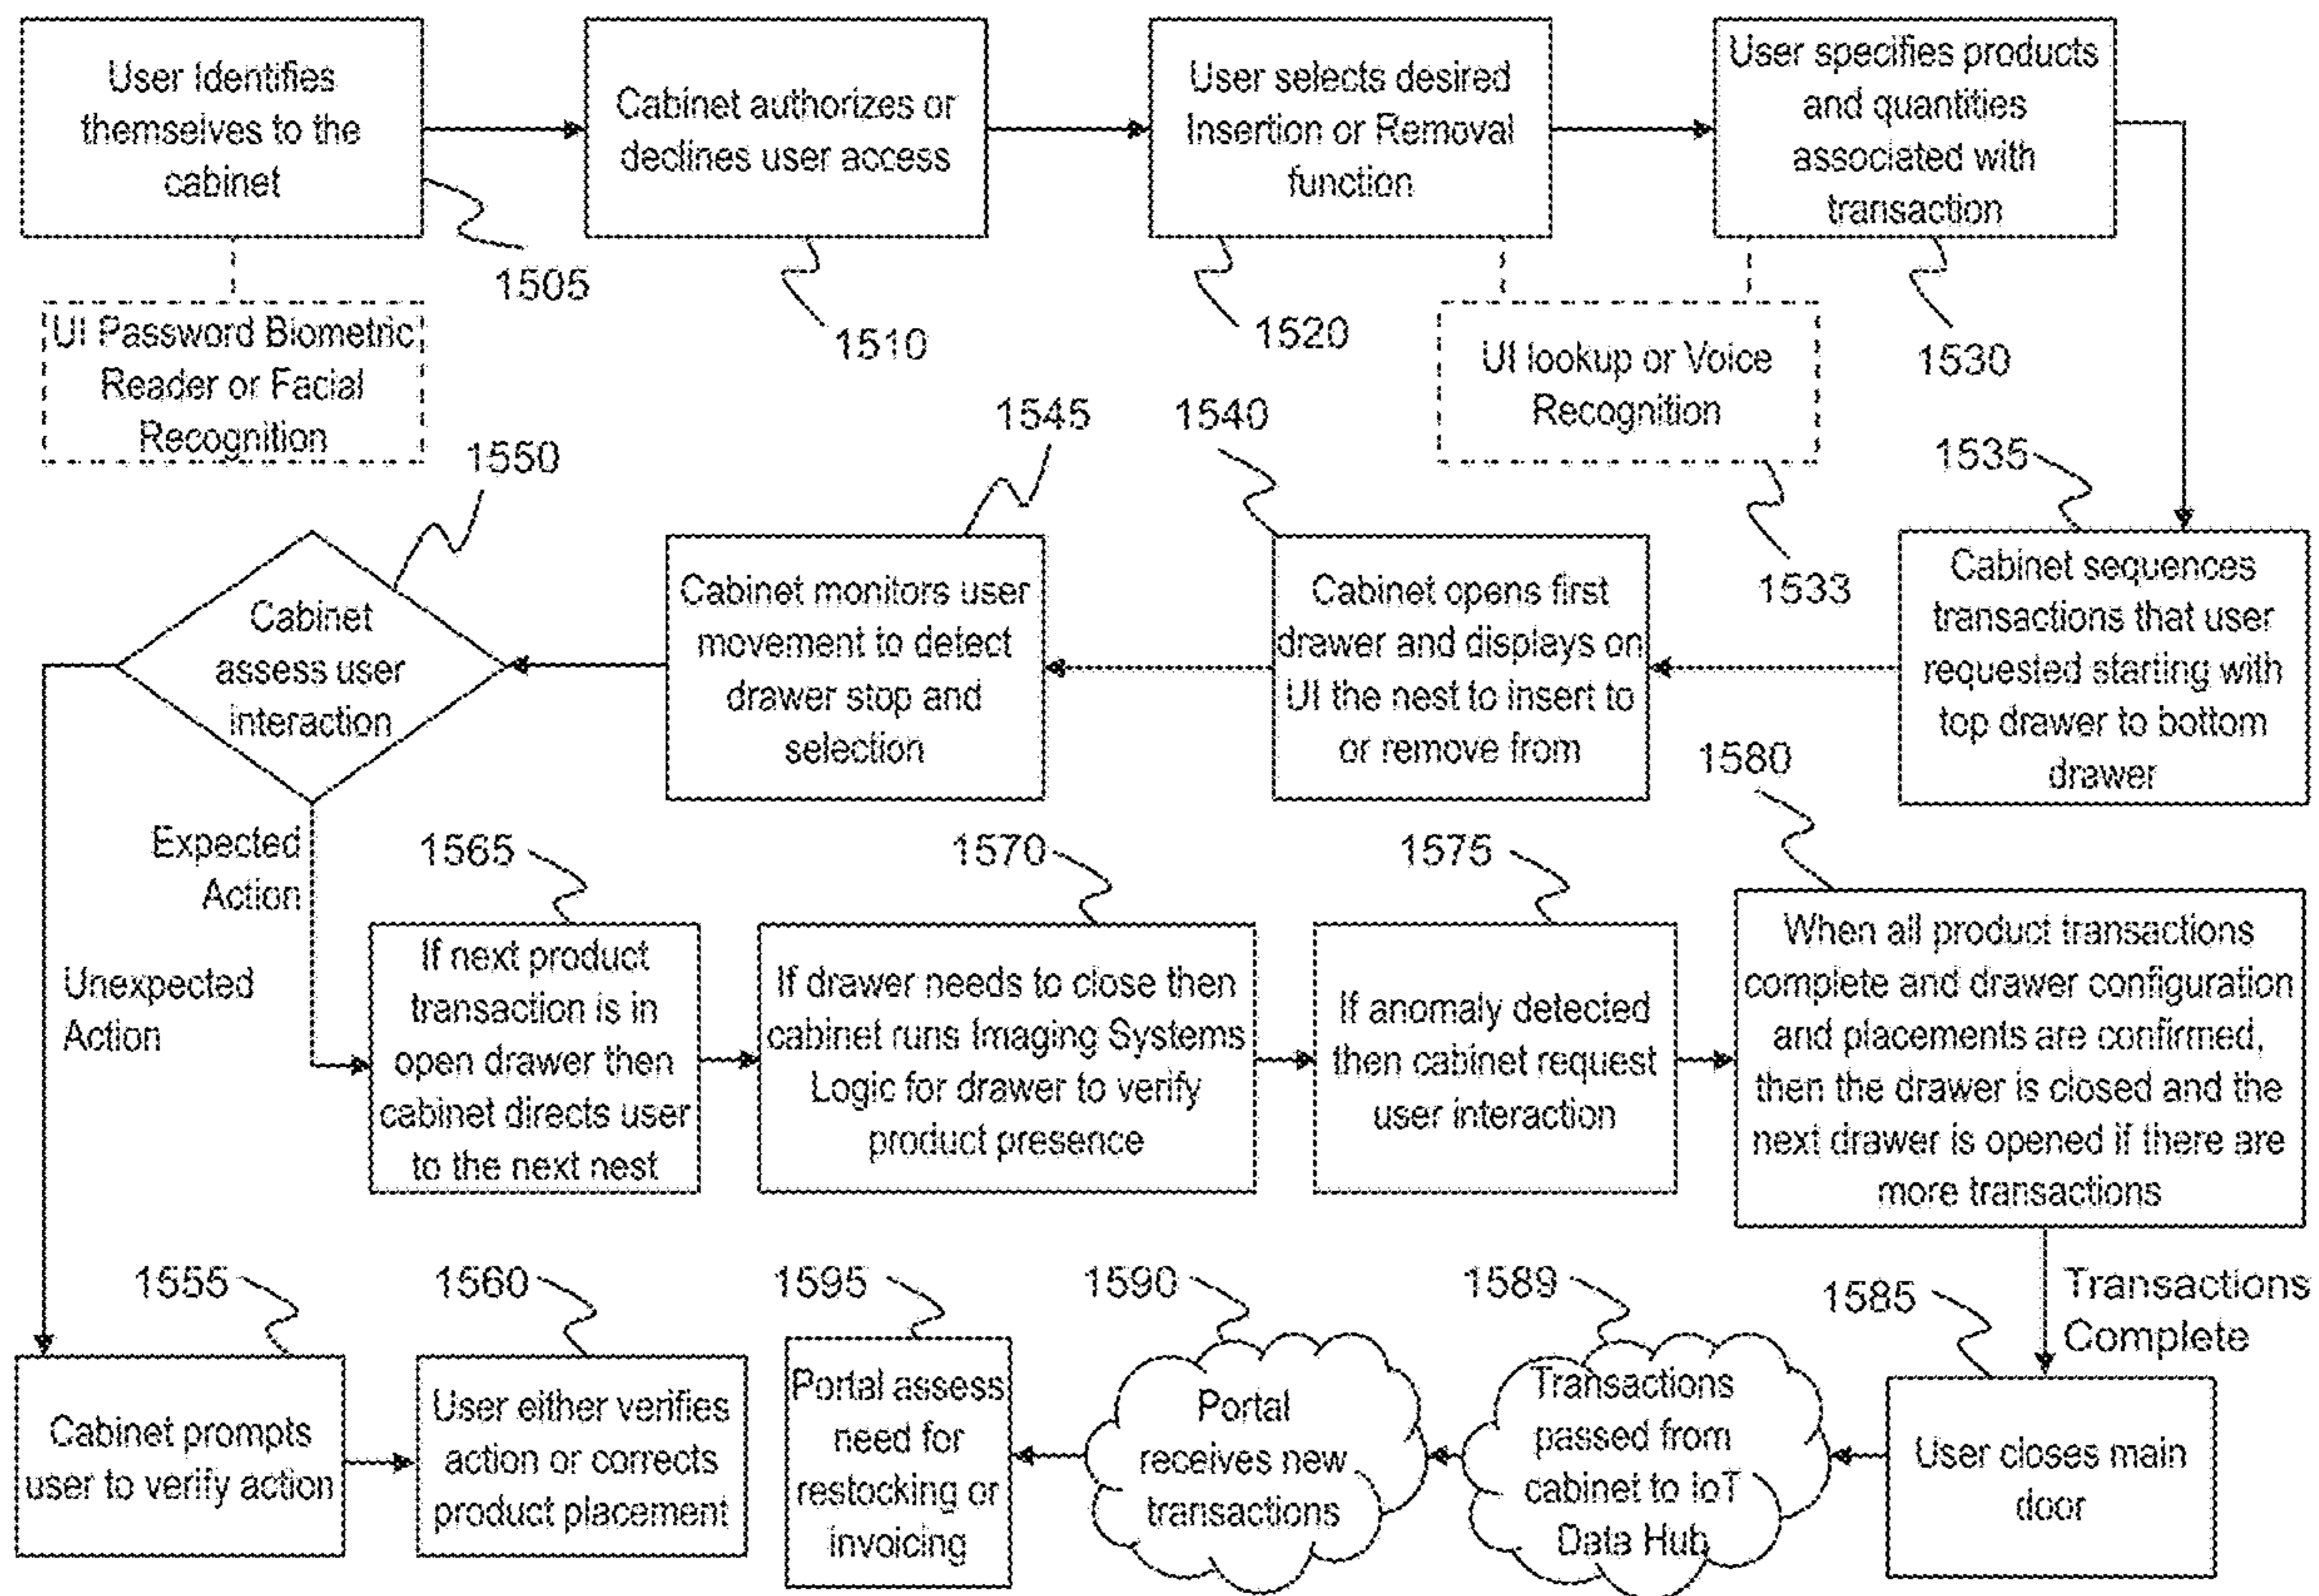 User Identifies
themselves to the
cabinet
1505
UI Password Biometric
Reader or Facial
Recognition
Cabinet authorizes or
declines user access
1510
User selects desired
Insertion or Removal
function
1520
User specifies products
and quantities
associated with
transaction
1530
UI lookup or Voice
Recognition
1533
1535
Cabinet sequences
transactions that user
requested starting with
top drawer to bottom
drawer
1540
Cabinet opens first
drawer and displays on
UI the nest to insert to
or remove from
1545
Cabinet monitors user
movement to detect
drawer stop and
selection
1550
Cabinet
assess user
interaction
Expected
Action
Unexpected
Action
1565
If next product
transaction is in
open drawer then
cabinet directs user
to the next nest
1570
If drawer needs to close then
cabinet runs Imaging Systems
Logic for drawer to verify
product presence
1575
If anomaly detected
then cabinet request
user interaction
1580
When all product transactions
complete and drawer configuration
and placements are confirmed,
then the drawer is closed and the
next drawer is opened if there are
more transactions
Transactions
Complete
1555
Cabinet prompts
user to verify action
1560
User either verifies
action or corrects
product placement
1595
Portal assess
need for
restocking or
invoicing
1590
Portal
receives new
transactions
1589
Transactions
passed from
cabinet to IoT
Data Hub
1585
User closes main
door